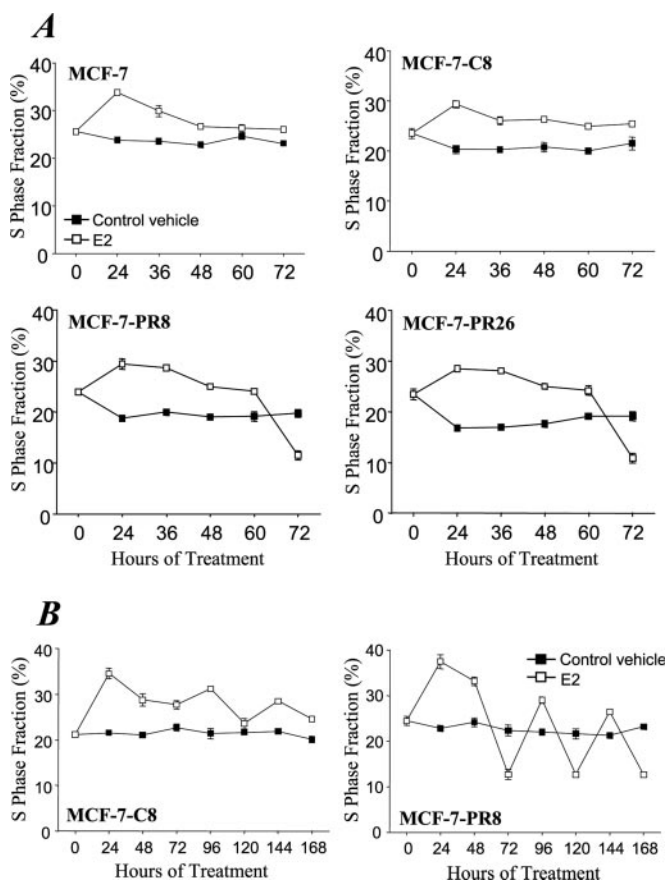 A
MCF-7
S Phase Fraction (%)
40
30
20
10
0
Control vehicle
E2
0 24 36 48 60 72
MCF-7-C8
S Phase Fraction (%)
40
30
20
10
0
0 24 36 48 60 72
MCF-7-PR8
S Phase Fraction (%)
40
30
20
10
0
0 24 36 48 60 72
Hours of Treatment
MCF-7-PR26
S Phase Fraction (%)
40
30
20
10
0
0 24 36 48 60 72
Hours of Treatment
B
S Phase Fraction (%)
40
30
20
10
0
MCF-7-C8
0 24 48 72 96 120 144 168
Hours of Treatment
S Phase Fraction (%)
40
30
20
10
0
Control vehicle
E2
MCF-7-PR8
0 24 48 72 96 120 144 168
Hours of Treatment